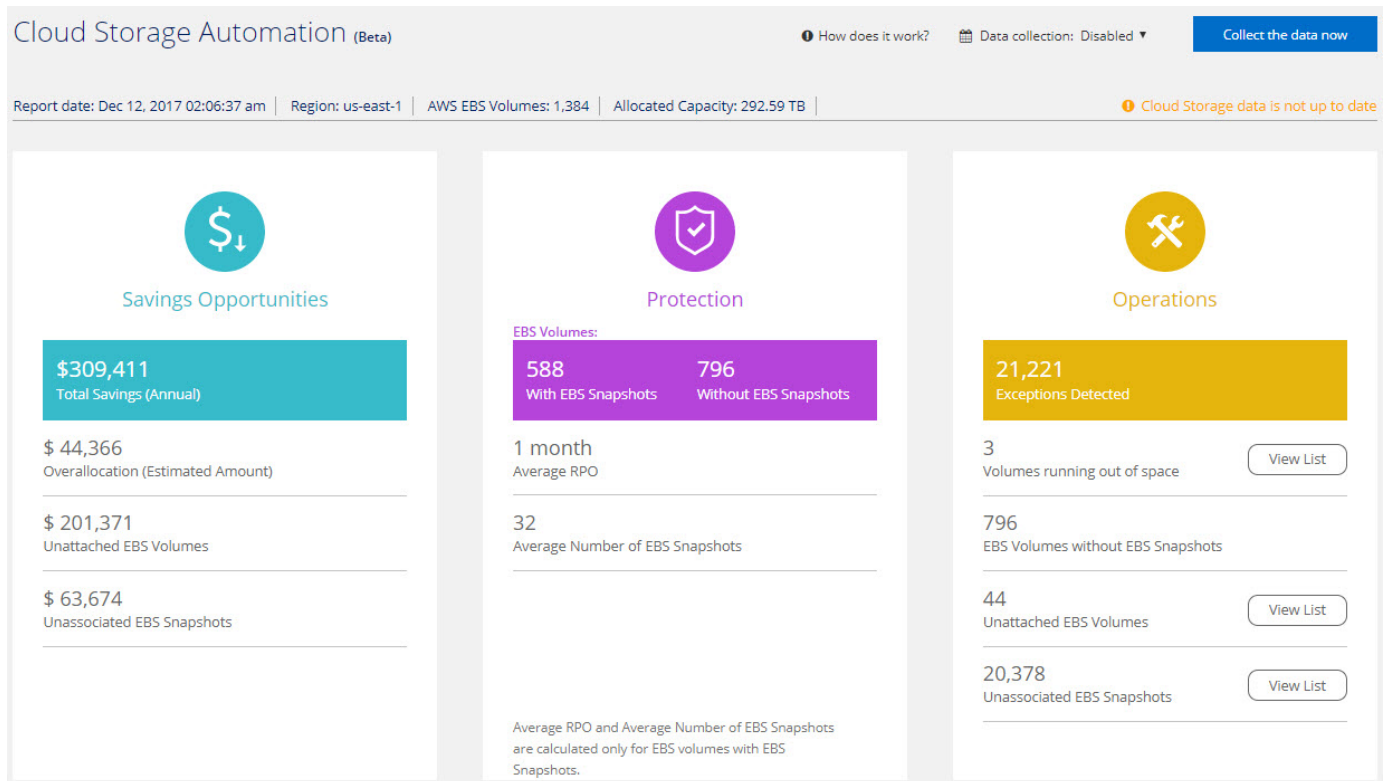 Cloud Storage Automation (Beta)
How does it work?
Data collection: Disabled ▼
Collect the data now
Report date: Dec 12, 2017 02:06:37 am | Region: us-east-1 | AWS EBS Volumes: 1,384 | Allocated Capacity: 292.59 TB |
Cloud Storage data is not up to date
Savings Opportunities
$309,411
Total Savings (Annual)
$ 44,366
Overallocation (Estimated Amount)
$ 201,371
Unattached EBS Volumes
$ 63,674
Unassociated EBS Snapshots
Protection
EBS Volumes:
588
With EBS Snapshots
796
Without EBS Snapshots
1 month
Average RPO
32
Average Number of EBS Snapshots
Average RPO and Average Number of EBS Snapshots
are calculated only for EBS volumes with EBS
Snapshots.
Operations
21,221
Exceptions Detected
3
Volumes running out of space
View List
796
EBS Volumes without EBS Snapshots
44
Unattached EBS Volumes
View List
20,378
Unassociated EBS Snapshots
View List